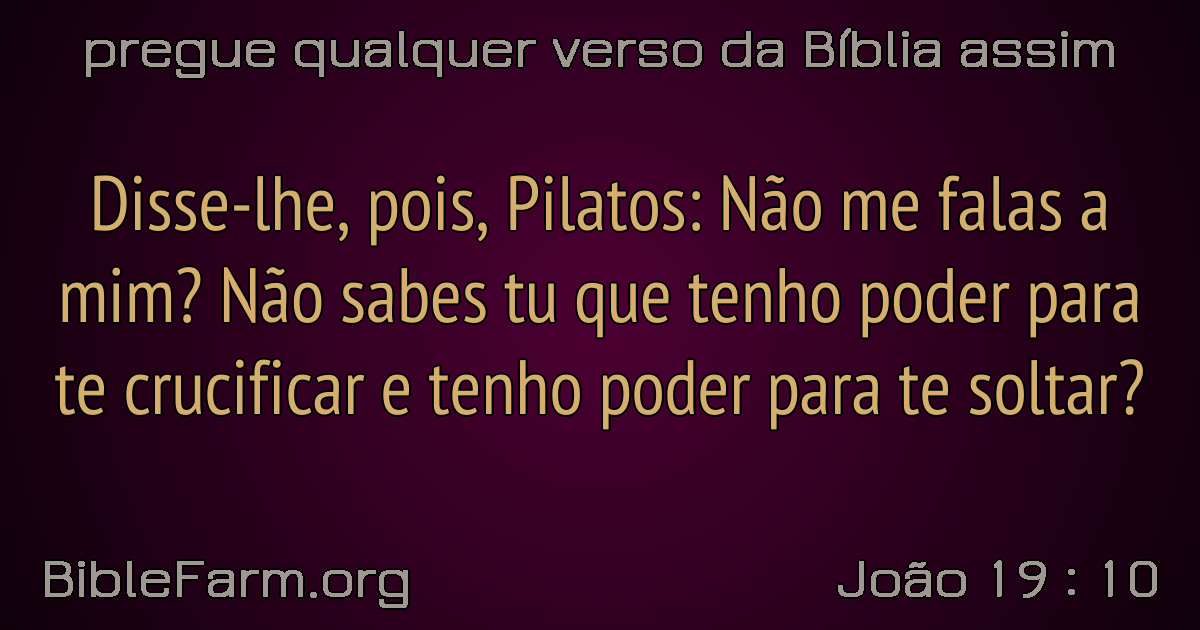 pregue qualquer verso da Bíblia assim
Disse-lhe, pois, Pilatos: Não me falas a
mim? Não sabes tu que tenho poder para
te crucificar e tenho poder para te soltar?
BibleFarm.org
João 19 : 10